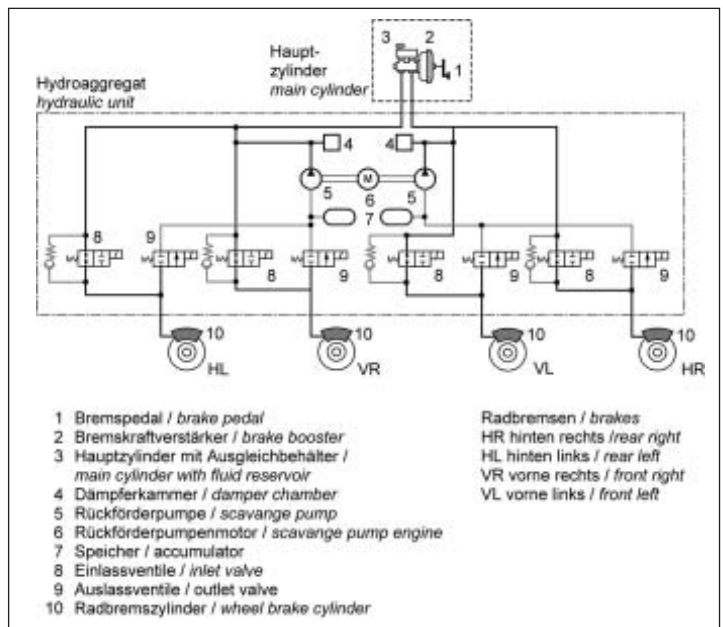 3 2
1
Haupt-
zylinder
main cylinder
Hydroaggregat
hydraulic unit
4 4
M
5 6 5
7
8 9 8 9 8 9 8 9
10 10 10 10
HL VR VL HR
1 Bremspedal / brake pedal
2 Bremskraftverstärker / brake booster
3 Hauptzylinder mit Ausgleichbehälter /
main cylinder with fluid reservoir
4 Dämpferkammer / damper chamber
5 Rückförderpumpe / scavange pump
6 Rückförderpumpenmotor / scavange pump engine
7 Speicher / accumulator
8 Einlassventile / inlet valve
9 Auslassventile / outlet valve
10 Radbremszylinder / wheel brake cylinder
Radbremsen / brakes
HR hinten rechts /rear right
HL hinten links / rear left
VR vorne rechts / front right
VL vorne links / front left